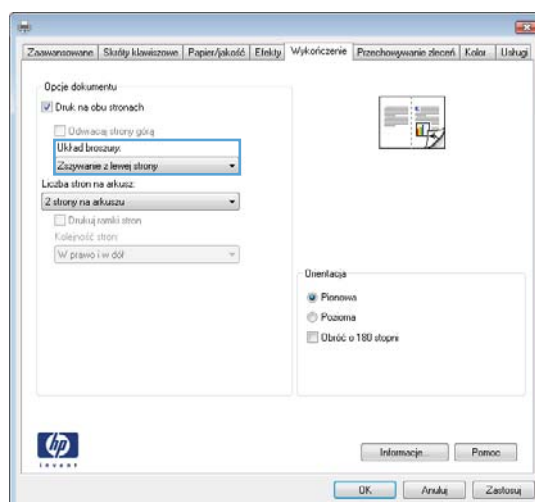 Zaawansowane Skróty klawiszowe Papier/jakość Efekty Wykończenie Przechowywanie zleceń Kolor Usługi
Opcje dokumentu
Druk na obu stronach
Odwracaj strony górą
Układ broszury:
Zszywanie z lewej strony
Liczba stron na arkusz:
2 strony na arkuszu
Drukuj ramki stron
Kolejność stron:
W prawo i w dół
Orientacja
Pionowa
Pozioma
Obróć o 180 stopni
hp
invent
Informacje... Pomoc
OK Anuluj Zastosuj